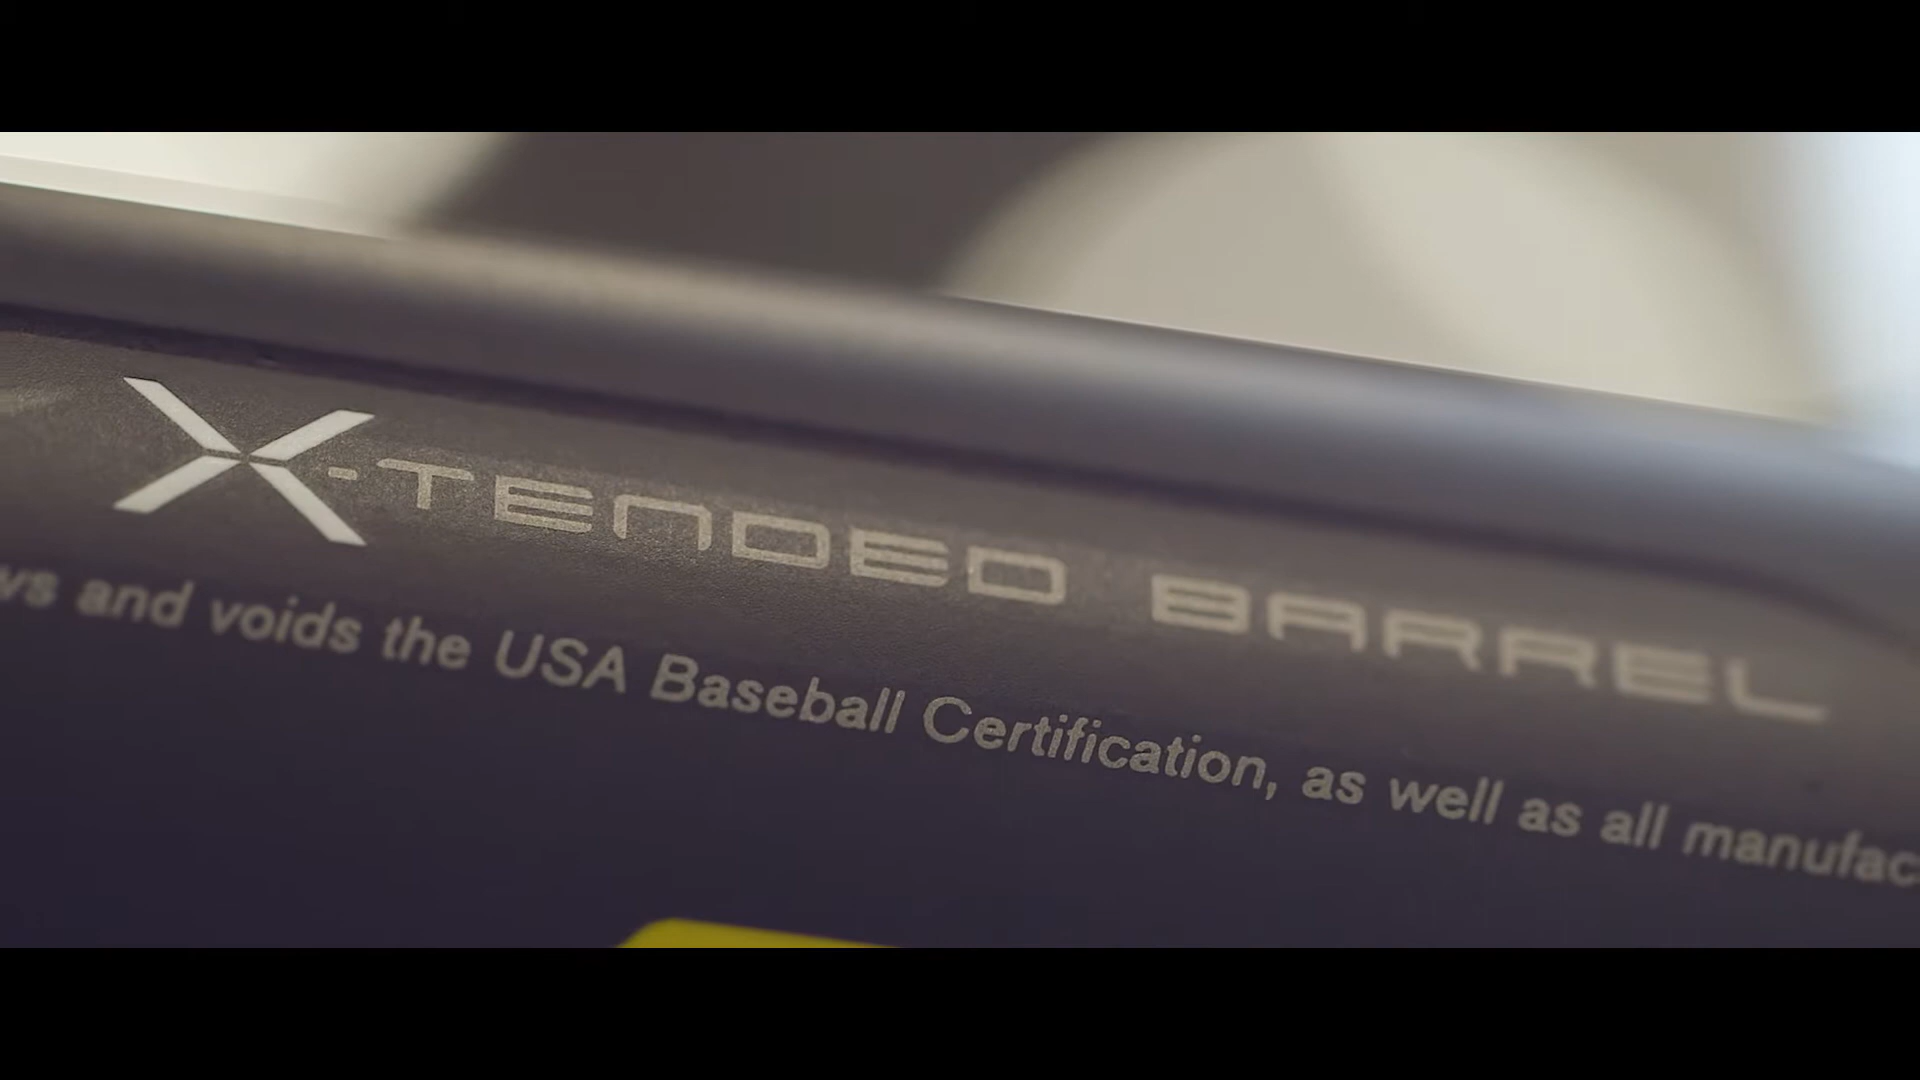 X-TENDED BARREL
and voids the USA Baseball Certification, as well as all